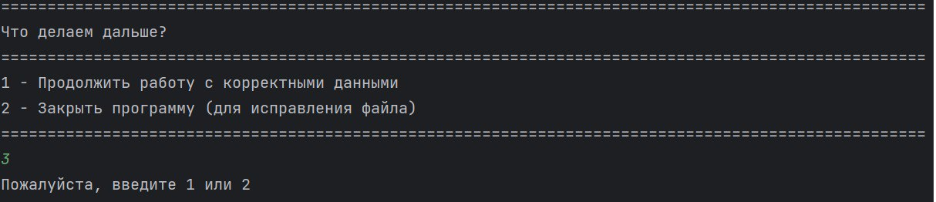 ====================================================================================================
Что делаем дальше?
====================================================================================================
1 - Продолжить работу с корректными данными
2 - Закрыть программу (для исправления файла)
====================================================================================================
3
Пожалуйста, введите 1 или 2